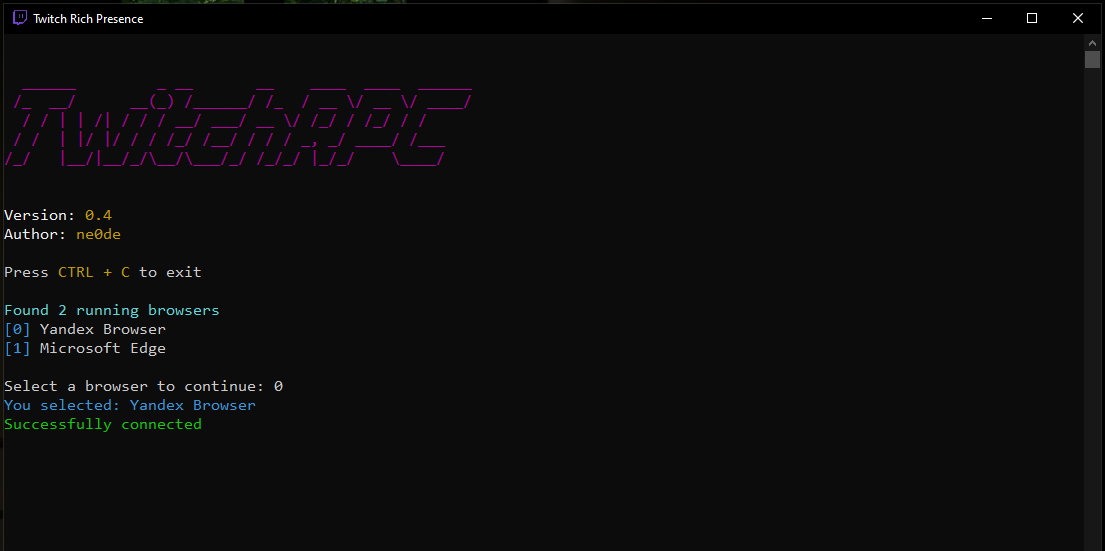 Twitch Rich Presence
TwitchRPC
Version: 0.4
Author: ne0de
Press CTRL + C to exit
Found 2 running browsers
[0] Yandex Browser
[1] Microsoft Edge
Select a browser to continue: 0
You selected: Yandex Browser
Successfully connected